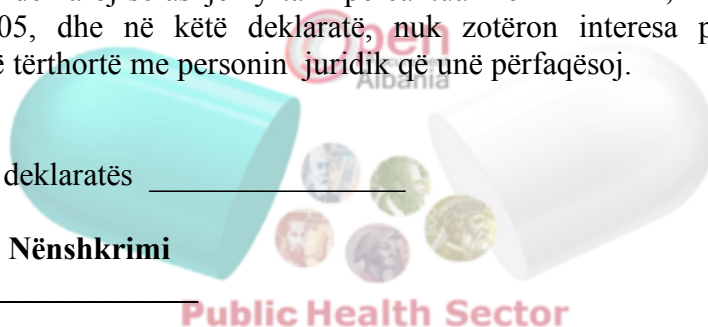 05, dhe në këtë deklaratë, nuk zotëron interesa
tërthortë me personin juridik që unë përfaqësoj.
Open
Albania
deklaratës
Nënshkrimi
Public Health Sector